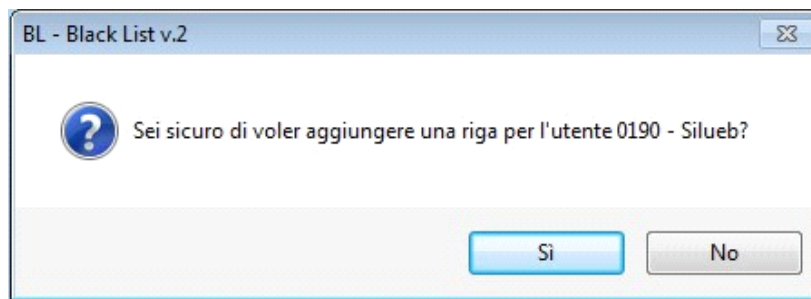 BL - Black List v.2
Sei sicuro di voler aggiungere una riga per l'utente 0190 - Silueb?
Sì
No